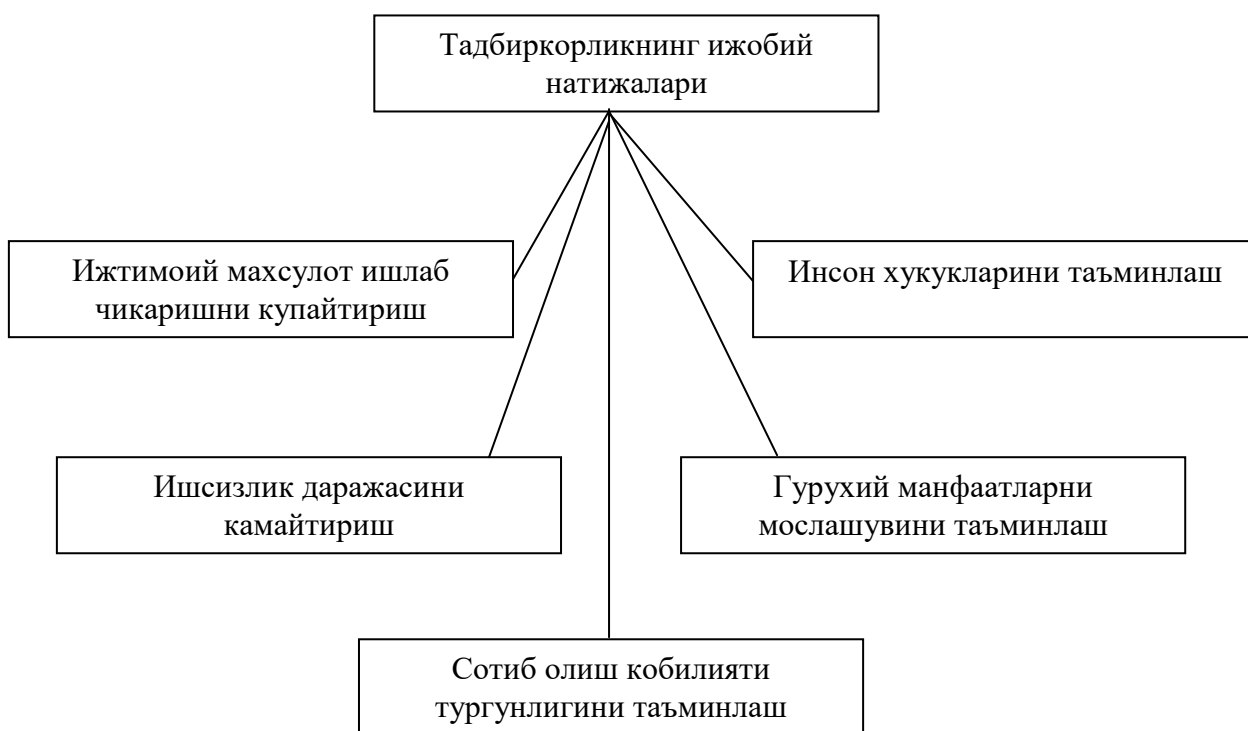 Тадбиркорликнинг ижобий
натижалари
Ижтимоий махсулот ишлаб
чикаришни купайтириш
Инсон хукукларини таъминлаш
Ишсизлик даражасини
камайтириш
Гурухий манфаатларни
мослашувини таъминлаш
Сотиб олиш кобилияти
тургунлигини таъминлаш